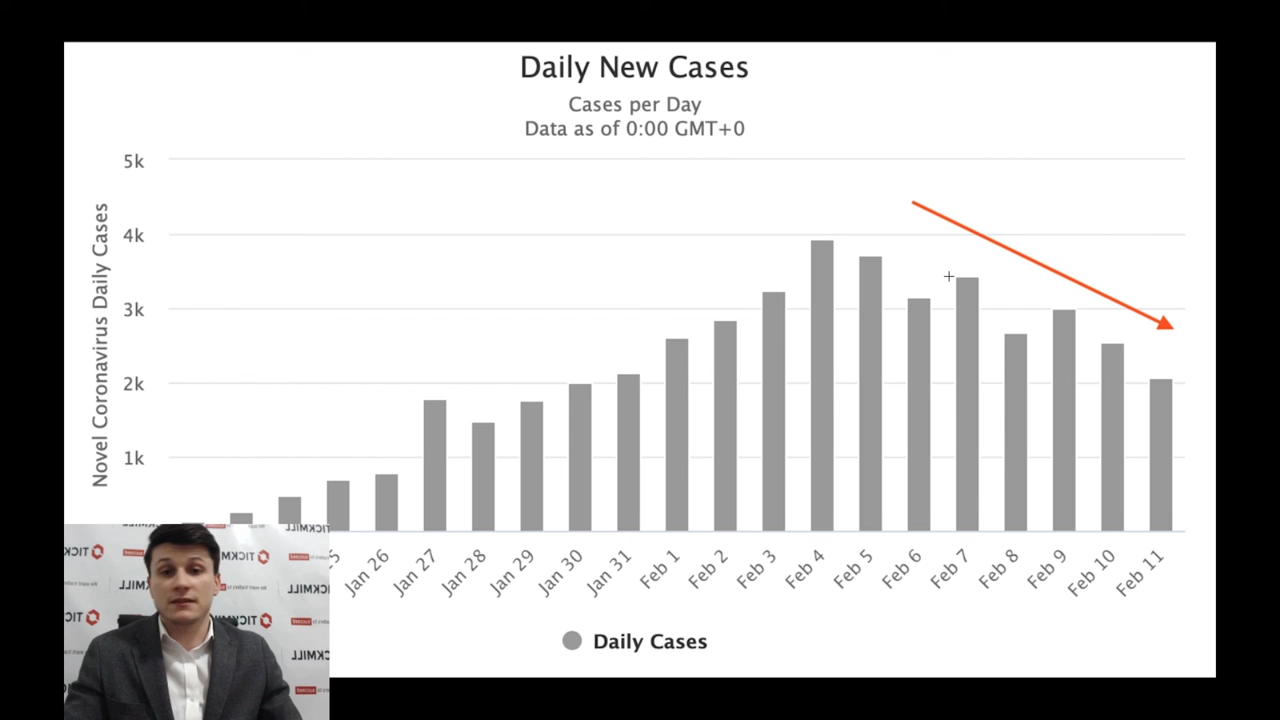 Daily New Cases
Cases per Day
Data as of 0:00 GMT+0
Novel Coronavirus Daily Cases
5k
4k
3k
2k
1k
Jan 26
Jan 27
Jan 28
Jan 29
Jan 30
Jan 31
Feb 1
Feb 2
Feb 3
Feb 4
Feb 5
Feb 6
Feb 7
Feb 8
Feb 9
Feb 10
Feb 11
Daily Cases
TICKMILL